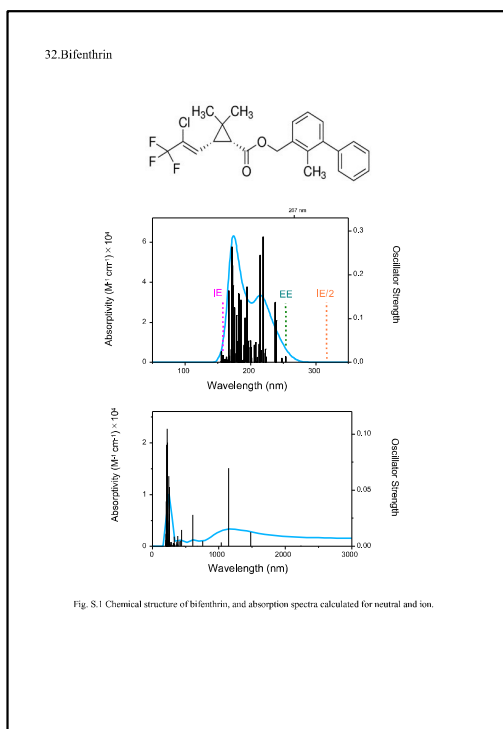 32.Bifenthrin
H₃C CH₃
Cl
F
F
F
O
O
CH₃
267 nm
Absorptivity (M⁻¹ cm⁻¹) × 10⁴
6
4
2
0
IE
EE
IE/2
0.3
0.2
0.1
0.0
Oscillator Strength
100
200
300
Wavelength (nm)
Absorptivity (M⁻¹ cm⁻¹) × 10⁴
2
1
0
0.10
0.05
0.00
Oscillator Strength
0
1000
2000
3000
Wavelength (nm)
Fig. S.1 Chemical structure of bifenthrin, and absorption spectra calculated for neutral and ion.